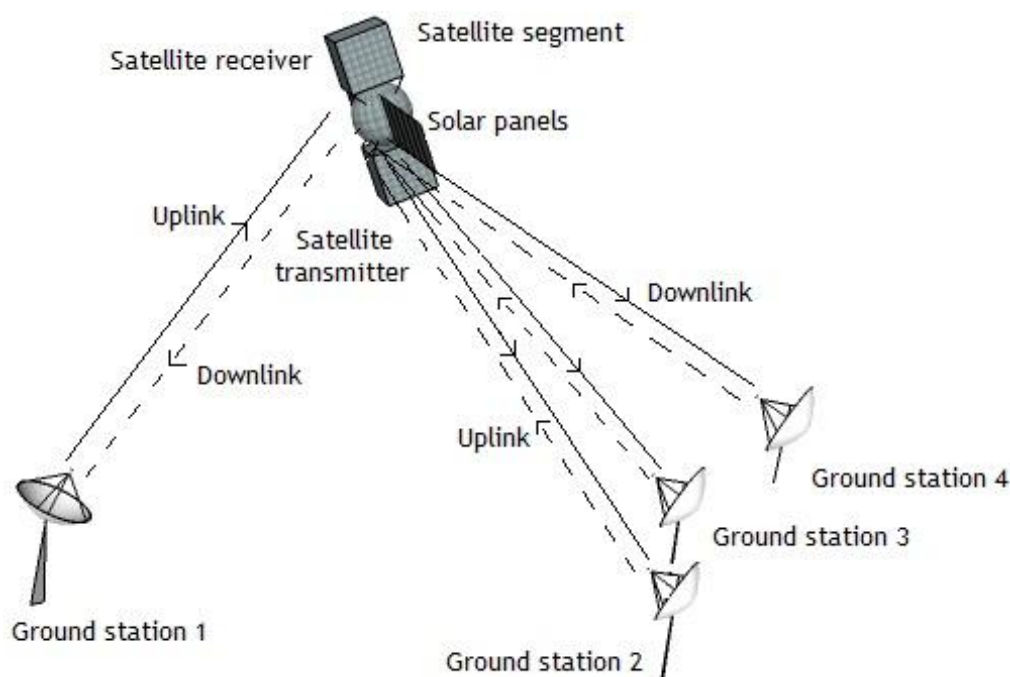 Satellite segment
Satellite receiver
Solar panels
Uplink
Satellite
transmitter
Downlink
Downlink
Uplink
Ground station 4
Ground station 3
Ground station 1
Ground station 2